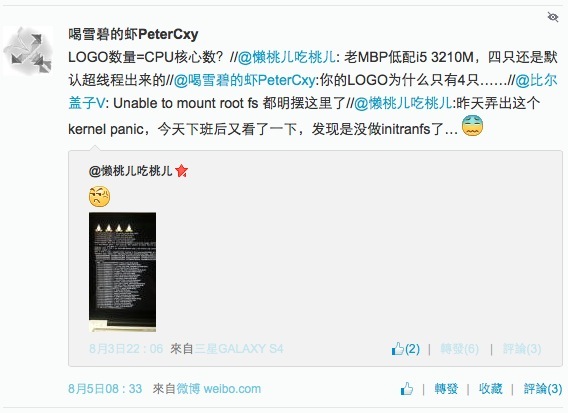 喝雪碧的虾PeterCxy
LOGO数量=CPU核心数？//@懒桃儿吃桃儿: 老MBP低配i5 3210M，四只还是默
认超线程出来的//@喝雪碧的虾PeterCxy:你的LOGO为什么只有4只……//@比尔
盖子V: Unable to mount root fs 都明摆这里了//@懒桃儿吃桃儿:昨天弄出这个
kernel panic，今天下班后又看了一下，发现是没做initranfs了…
@懒桃儿吃桃儿
8月3日22：06 來自三星GALAXY S4
(2) | 轉發(6) | 評論(3)
8月5日08：33 來自微博 weibo.com
| 轉發 | 收藏 | 評論(3)